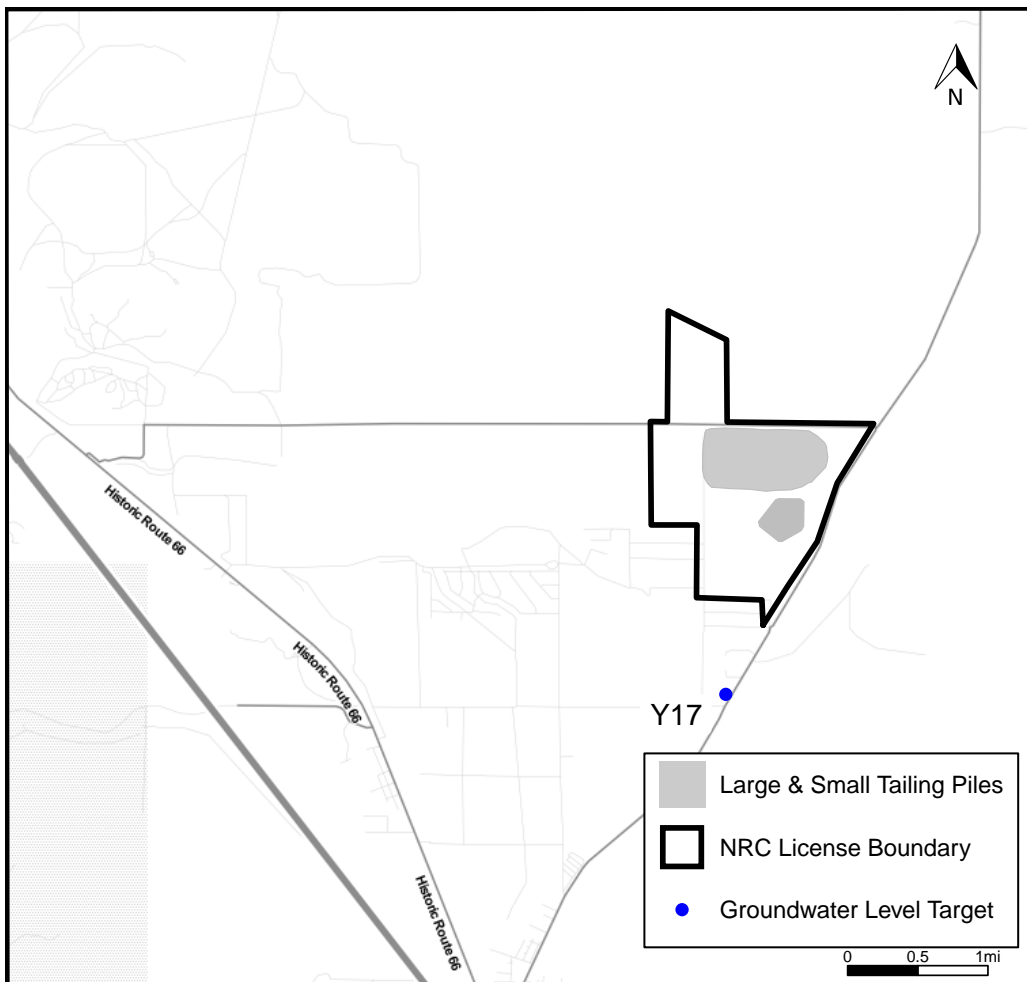 N
Historic Route 66
Historic Route 66
Y17
Large & Small Tailing Piles
NRC License Boundary
Groundwater Level Target
Historic Route 66
0 0.5 1mi